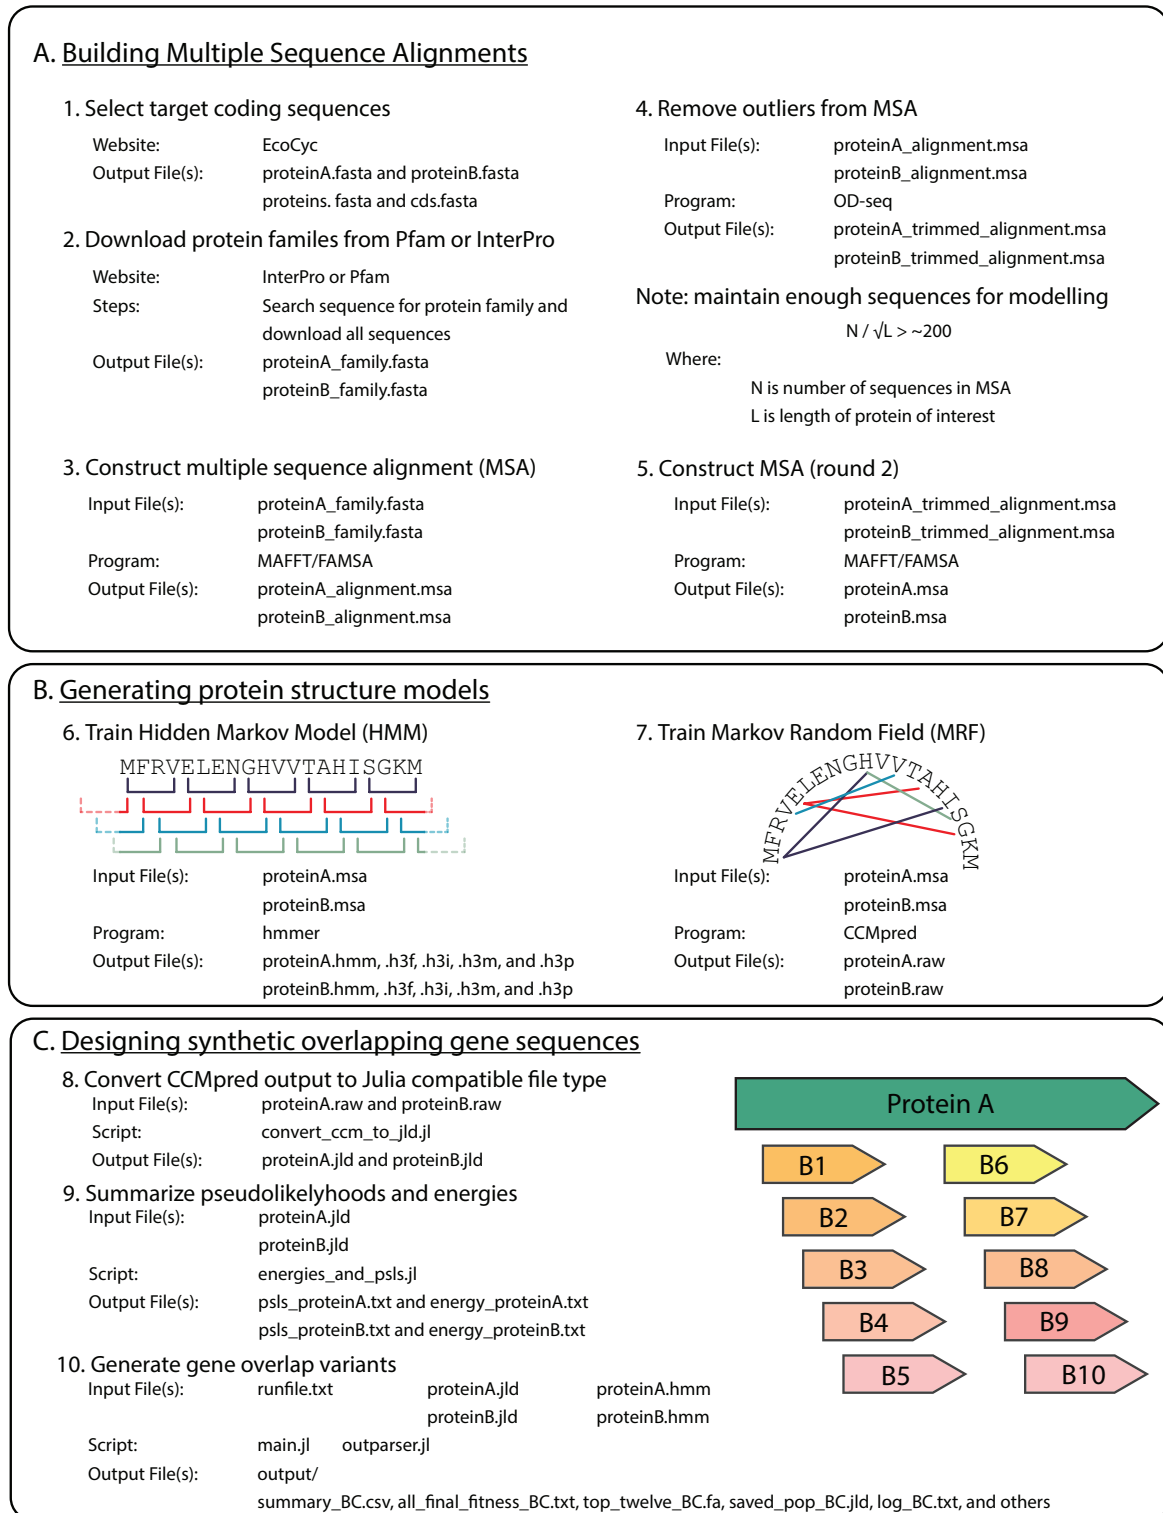 A. Building Multiple Sequence Alignments
1. Select target coding sequences
Website: EcoCyc
Output File(s): proteinA.fasta and proteinB.fasta
proteins. fasta and cds.fasta
2. Download protein familes from Pfam or InterPro
Website: InterPro or Pfam
Steps: Search sequence for protein family and
download all sequences
Output File(s): proteinA_family.fasta
proteinB_family.fasta
3. Construct multiple sequence alignment (MSA)
Input File(s): proteinA_family.fasta
proteinB_family.fasta
Program: MAFFT/FAMSA
Output File(s): proteinA_alignment.msa
proteinB_alignment.msa
4. Remove outliers from MSA
Input File(s): proteinA_alignment.msa
proteinB_alignment.msa
Program: OD-seq
Output File(s): proteinA_trimmed_alignment.msa
proteinB_trimmed_alignment.msa
Note: maintain enough sequences for modelling
N / √L > ~200
Where:
N is number of sequences in MSA
L is length of protein of interest
5. Construct MSA (round 2)
Input File(s): proteinA_trimmed_alignment.msa
proteinB_trimmed_alignment.msa
Program: MAFFT/FAMSA
Output File(s): proteinA.msa
proteinB.msa
B. Generating protein structure models
6. Train Hidden Markov Model (HMM)
MFRVELENGHVVTAHISGKM
Input File(s): proteinA.msa
proteinB.msa
Program: hmmer
Output File(s): proteinA.hmm, .h3f, .h3i, .h3m, and .h3p
proteinB.hmm, .h3f, .h3i, .h3m, and .h3p
7. Train Markov Random Field (MRF)
MFRVELENGHVVTAHISGKM
Input File(s): proteinA.msa
proteinB.msa
Program: CCMpred
Output File(s): proteinA.raw
proteinB.raw
C. Designing synthetic overlapping gene sequences
8. Convert CCMpred output to Julia compatible file type
Input File(s): proteinA.raw and proteinB.raw
Script: convert_ccm_to_jld.jl
Output File(s): proteinA.jld and proteinB.jld
9. Summarize pseudolikelyhoods and energies
Input File(s): proteinA.jld
proteinB.jld
Script: energies_and_psls.jl
Output File(s): psls_proteinA.txt and energy_proteinA.txt
psls_proteinB.txt and energy_proteinB.txt
10. Generate gene overlap variants
Input File(s): runfile.txt proteinA.jld proteinA.hmm
proteinB.jld proteinB.hmm
Script: main.jl outparser.jl
Output File(s): output/
summary_BC.csv, all_final_fitness_BC.txt, top_twelve_BC.fa, saved_pop_BC.jld, log_BC.txt, and others
Protein A
B1 B6
B2 B7
B3 B8
B4 B9
B5 B10